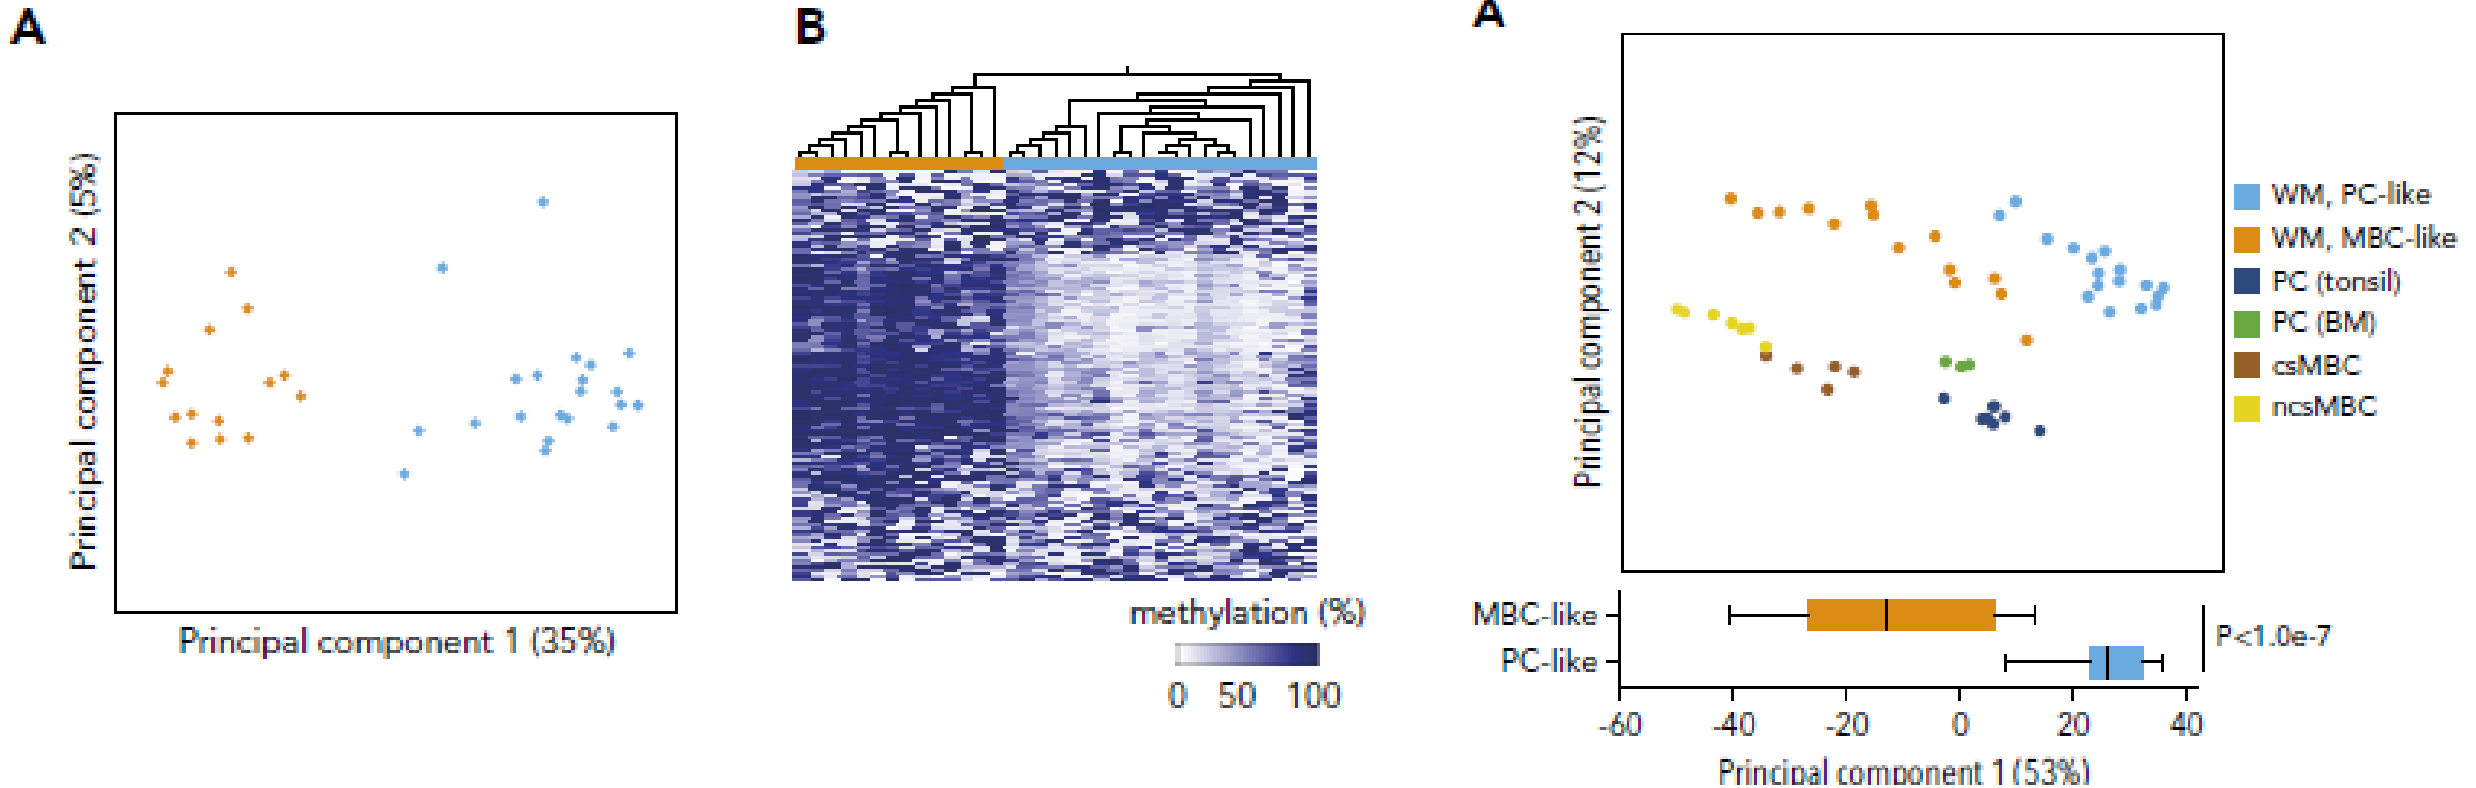 A
Principal component 2 (5%)
Principal component 1 (35%)
B
methylation (%)
0 50 100
A
Principal component 2 (12%)
WM, PC-like
WM, MBC-like
PC (tonsil)
PC (BM)
csMBC
ncsMBC
MBC-like
PC-like
P<1.0e-7
-60 -40 -20 0 20 40
Principal component 1 (53%)